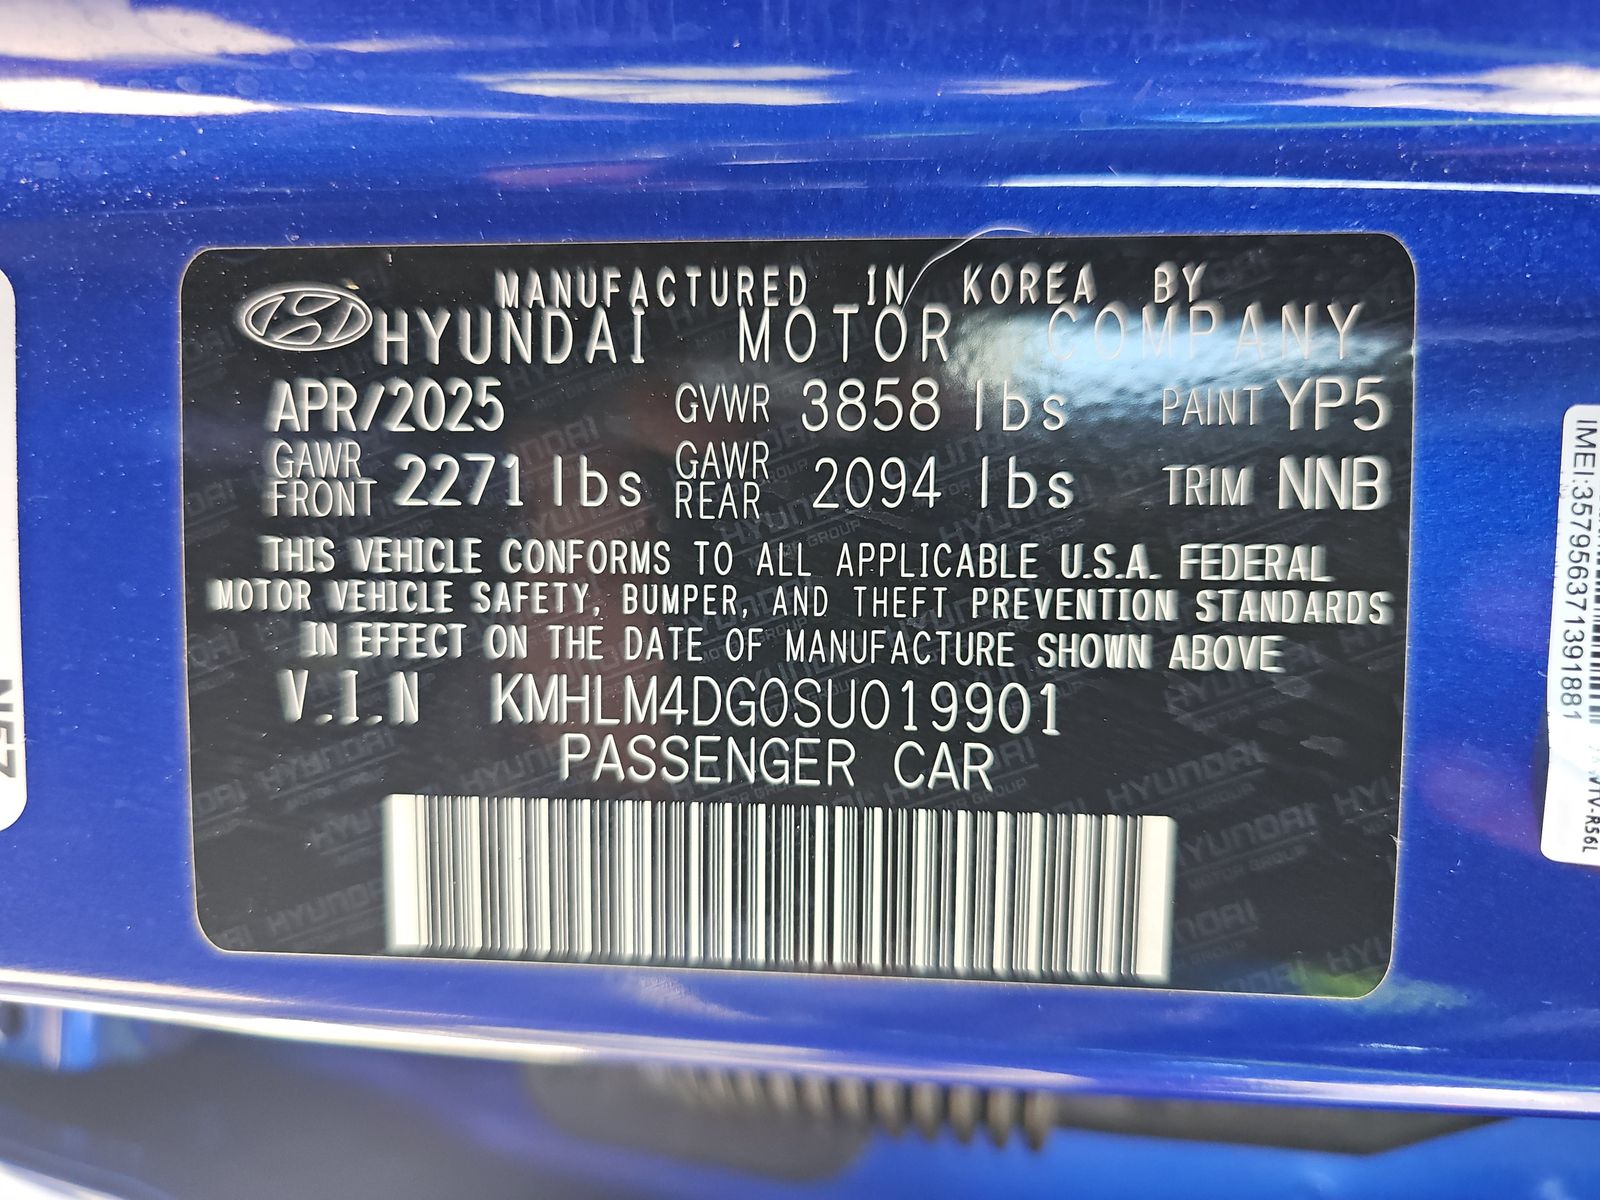 MANUFACTURED IN KOREA BY
HYUNDAI MOTOR COMPANY
APR/2025 GVWR 3858 lbs PAINT YP5
GAWR FRONT 2271 lbs GAWR REAR 2094 lbs TRIM NNB
THIS VEHICLE CONFORMS TO ALL APPLICABLE U.S.A. FEDERAL
MOTOR VEHICLE SAFETY, BUMPER, AND THEFT PREVENTION STANDARDS
IN EFFECT ON THE DATE OF MANUFACTURE SHOWN ABOVE
V.I.N KMHLM4DG0SU019901
PASSENGER CAR
IMEI:357956371391881